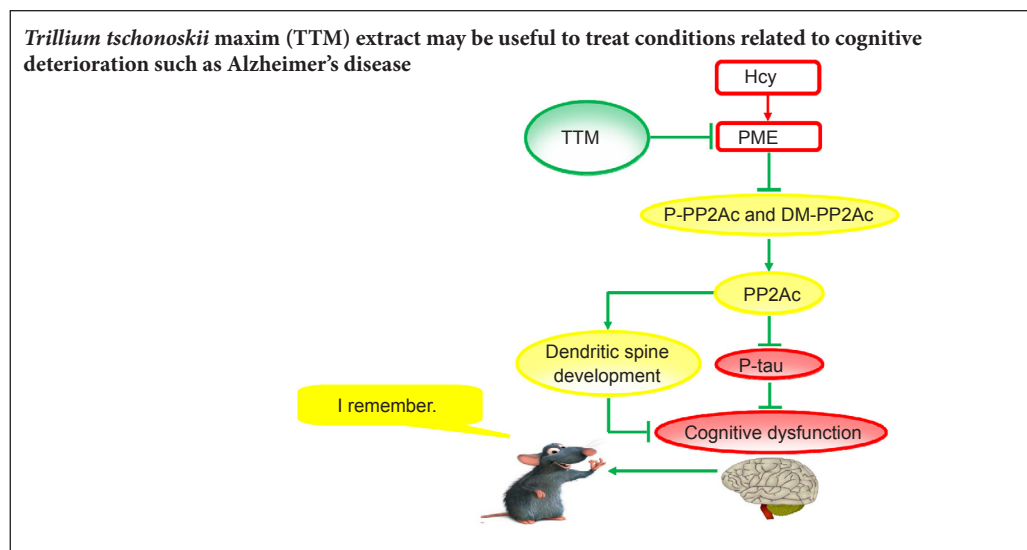 Trillium tschonoskii maxim (TTM) extract may be useful to treat conditions related to cognitive
deterioration such as Alzheimer's disease
Hcy
TTM
PME
P-PP2Ac and DM-PP2Ac
PP2Ac
Dendritic spine
development
P-tau
I remember.
Cognitive dysfunction